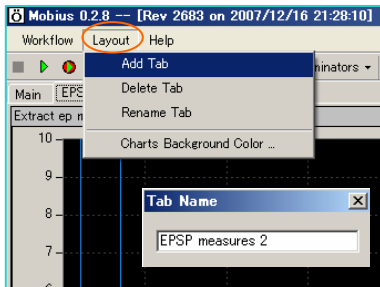 Mobius 0.2.8 -- [Rev 2683 on 2007/12/16 21:28:10]
Workflow Layout Help
Add Tab
Delete Tab
Rename Tab
Charts Background Color ...
Main EPS
Extract ep
10
9
8
7
Tab Name
EPSP measures 2